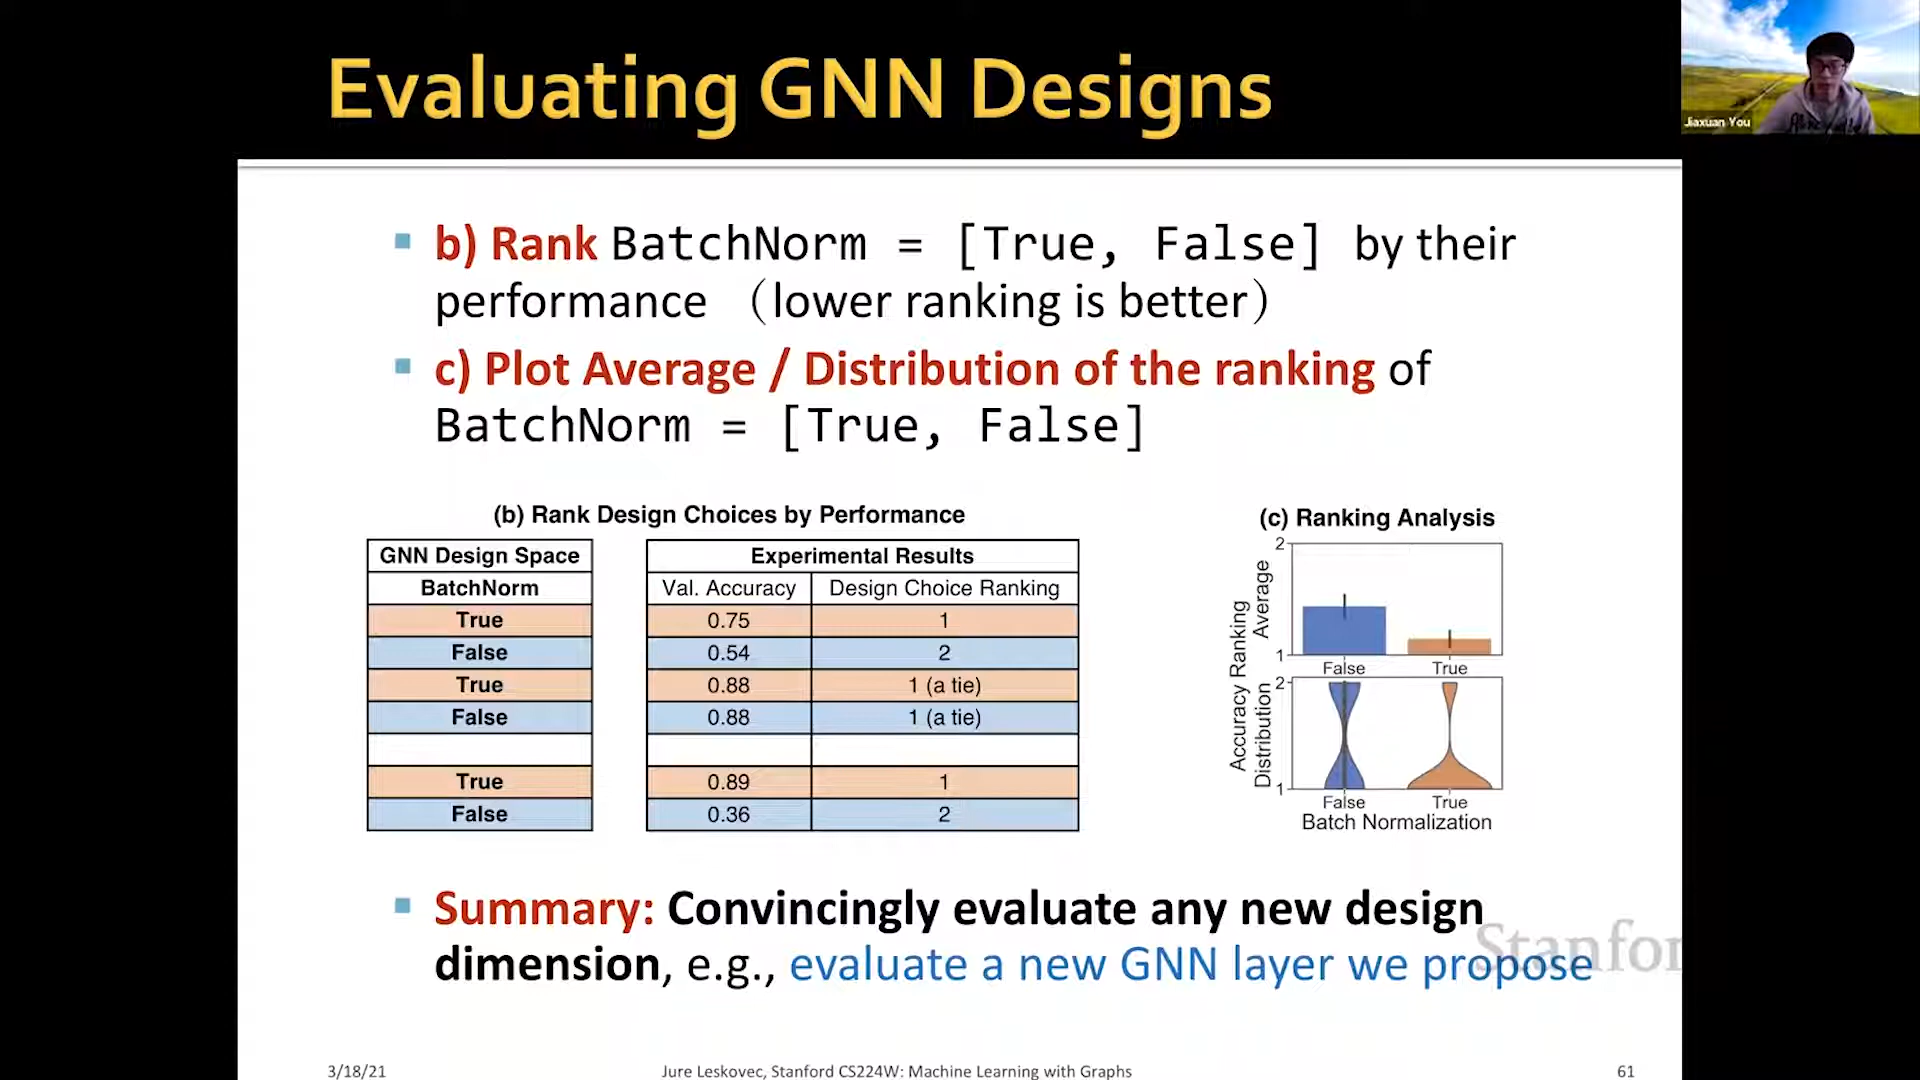 Evaluating GNN Designs
Jiaxuan You
b) Rank BatchNorm = [True, False] by their
performance （lower ranking is better）
c) Plot Average / Distribution of the ranking of
BatchNorm = [True, False]
(b) Rank Design Choices by Performance
GNN Design Space
BatchNorm
True
False
True
False
True
False
Experimental Results
Val. Accuracy Design Choice Ranking
0.75 1
0.54 2
0.88 1 (a tie)
0.88 1 (a tie)
0.89 1
0.36 2
(c) Ranking Analysis
Accuracy Ranking
Average
2
1
False True
Distribution
2
1
False True
Batch Normalization
Summary: Convincingly evaluate any new design
dimension, e.g., evaluate a new GNN layer we propose
Stanfor
3/18/21 Jure Leskovec, Stanford CS224W: Machine Learning with Graphs 61